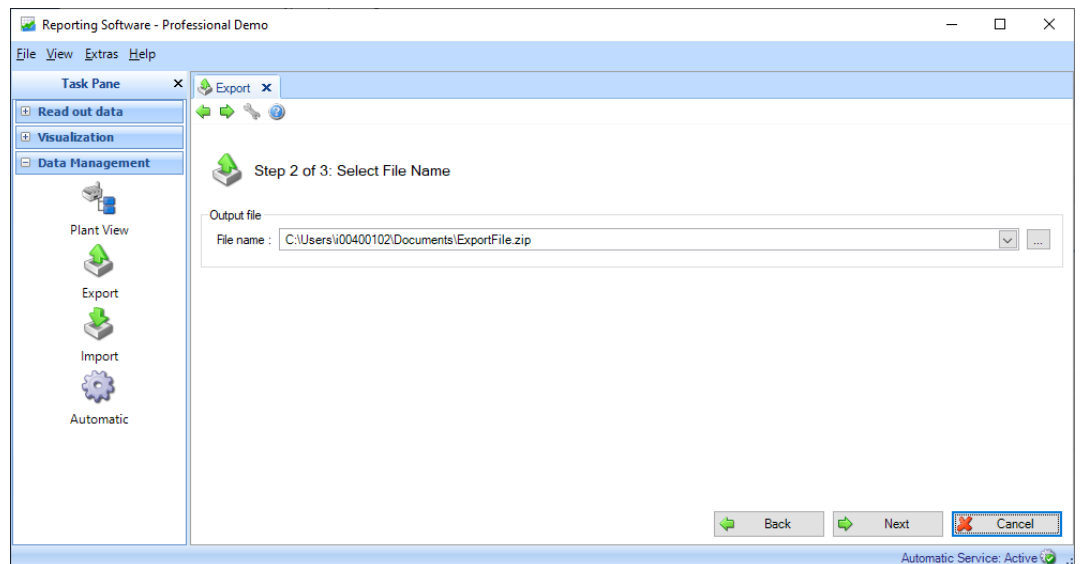 Reporting Software - Professional Demo
File View Extras Help
Task Pane
Export
Read out data
Visualization
Data Management
Plant View
Export
Import
Automatic
Step 2 of 3: Select File Name
Output file
File name : C:\Users\i00400102\Documents\ExportFile.zip
...
Back Next Cancel
Automatic Service: Active